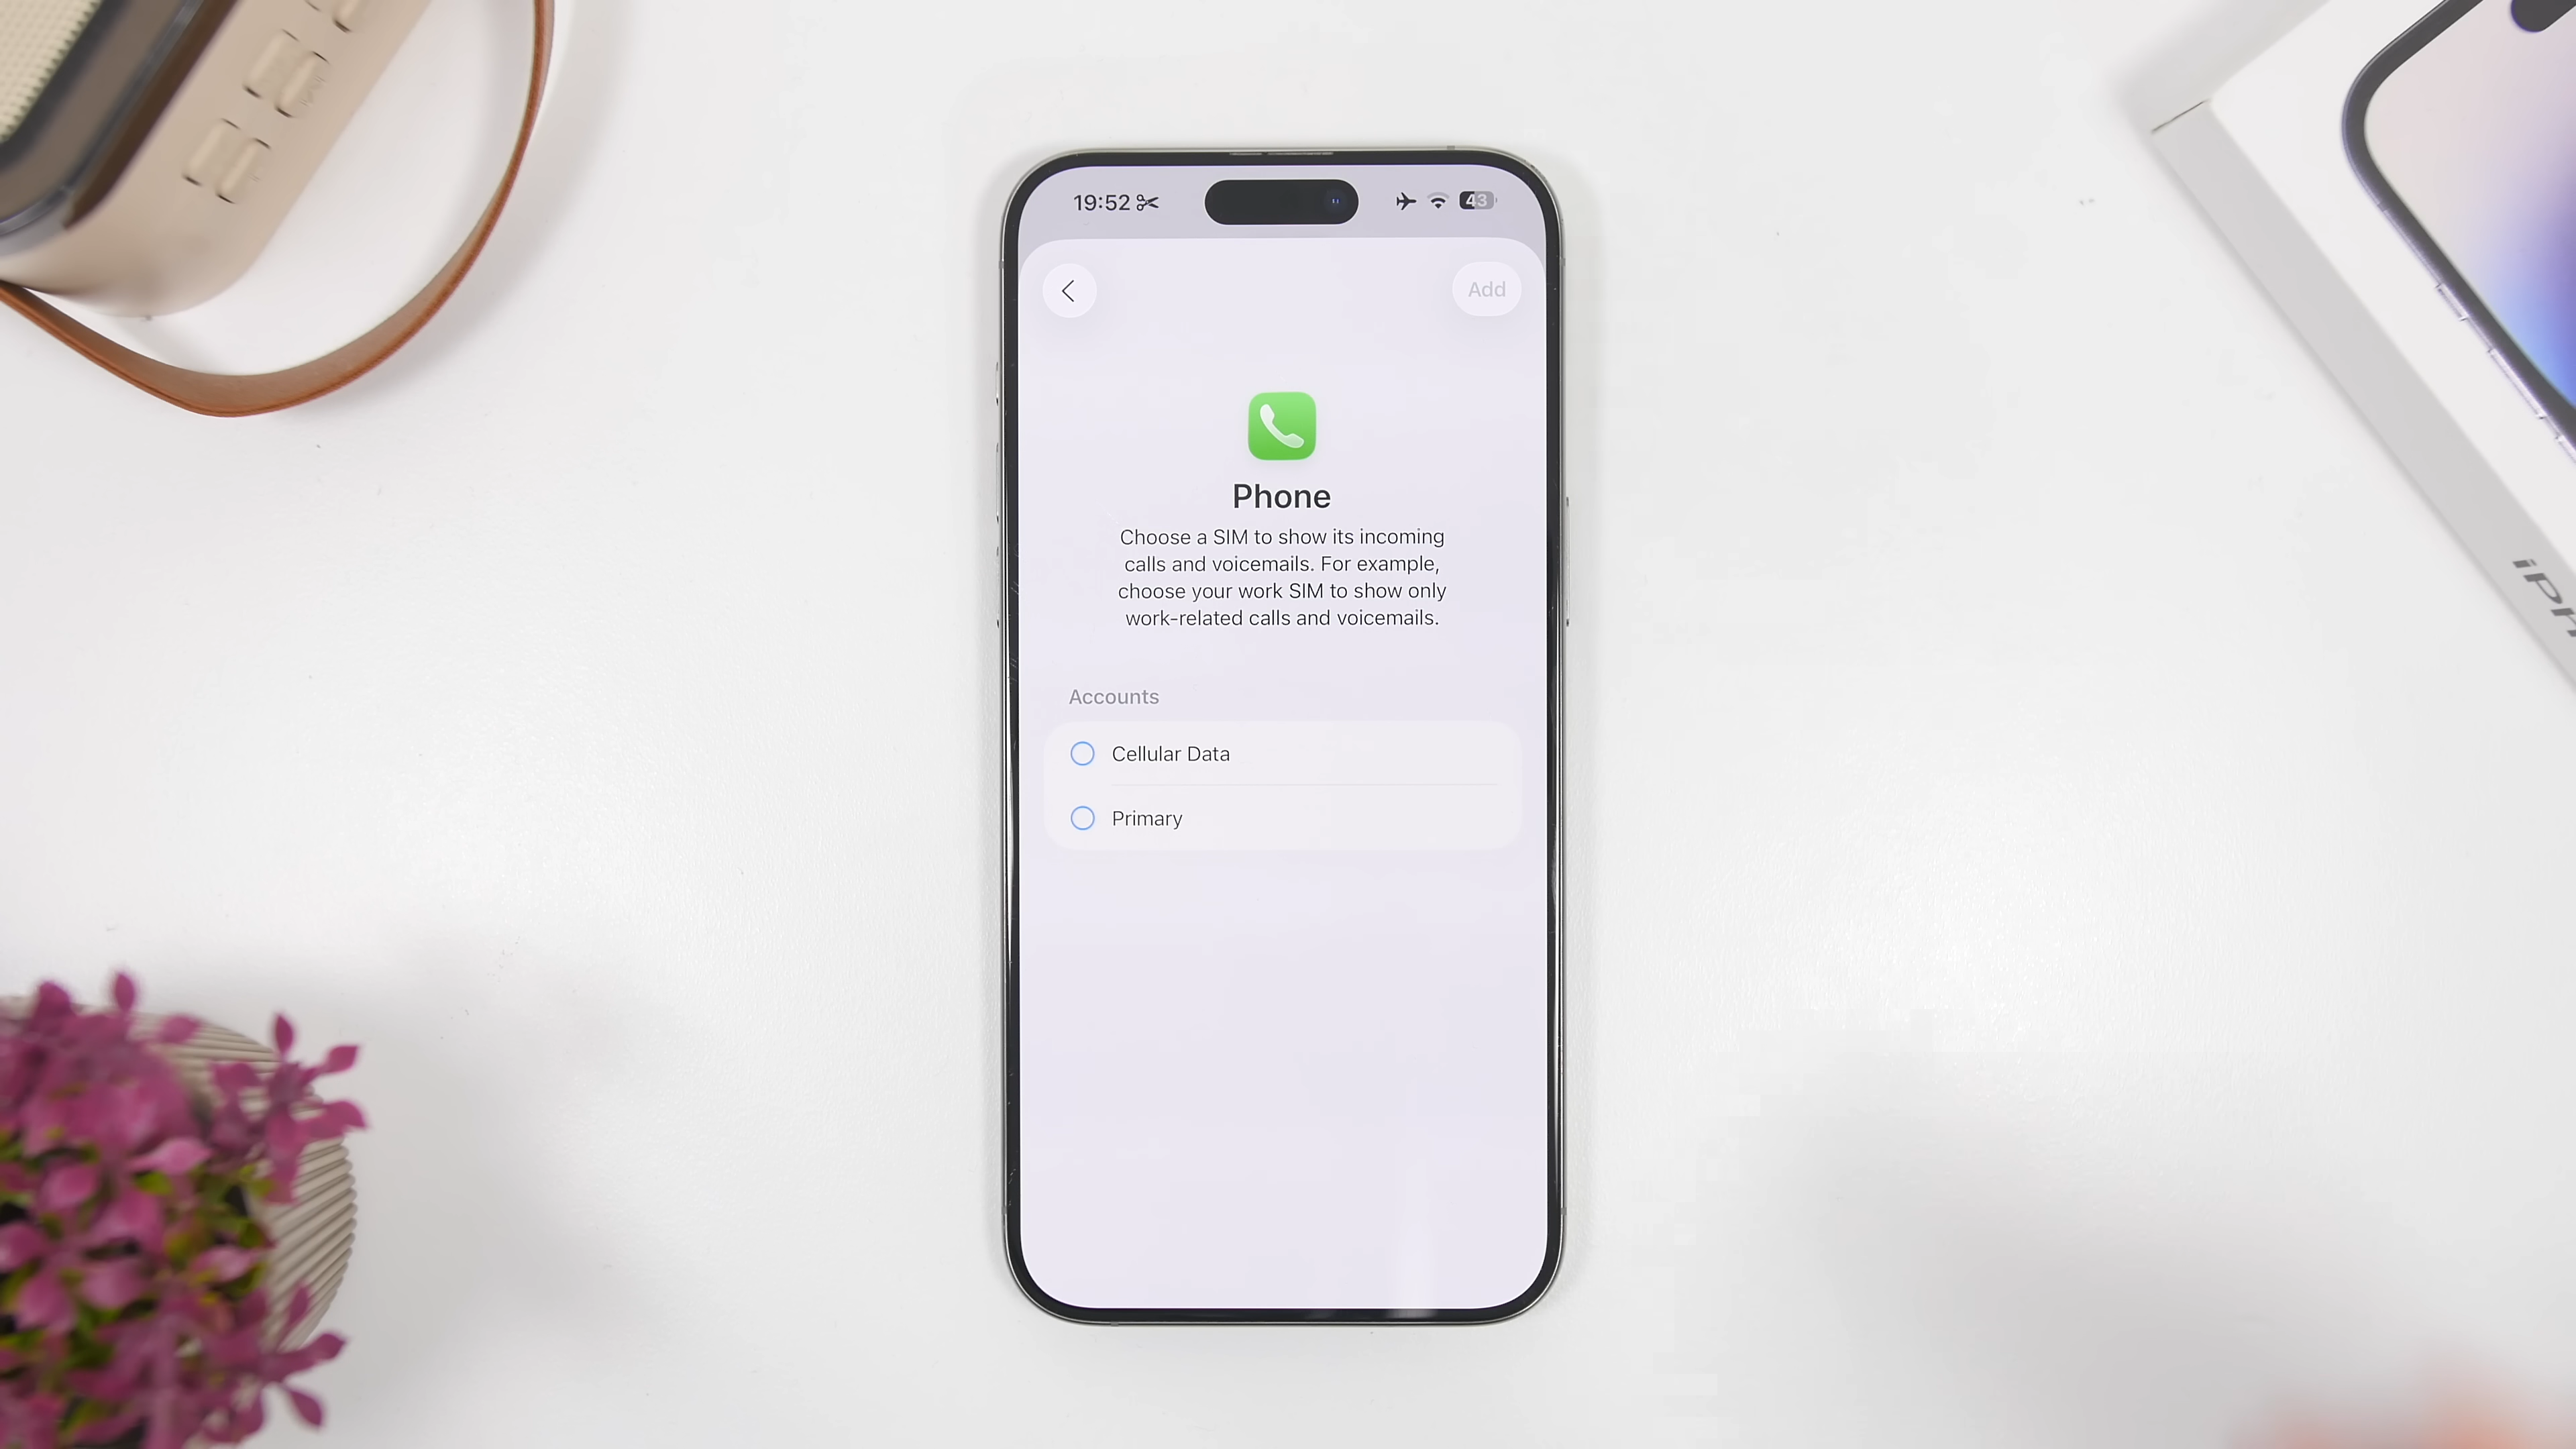 19:52
43
Add
Phone
Choose a SIM to show its incoming
calls and voicemails. For example,
choose your work SIM to show only
work-related calls and voicemails.
Accounts
Cellular Data
Primary